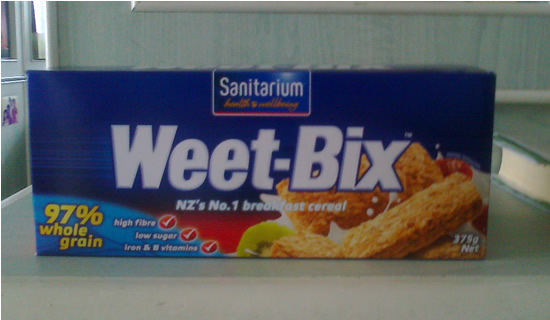 Sanitarium
health & wellbeing
Weet-Bix™
NZ's No.1 breakfast cereal
97%
whole
grain
high fibre
low sugar
iron & B vitamins
375g
Net